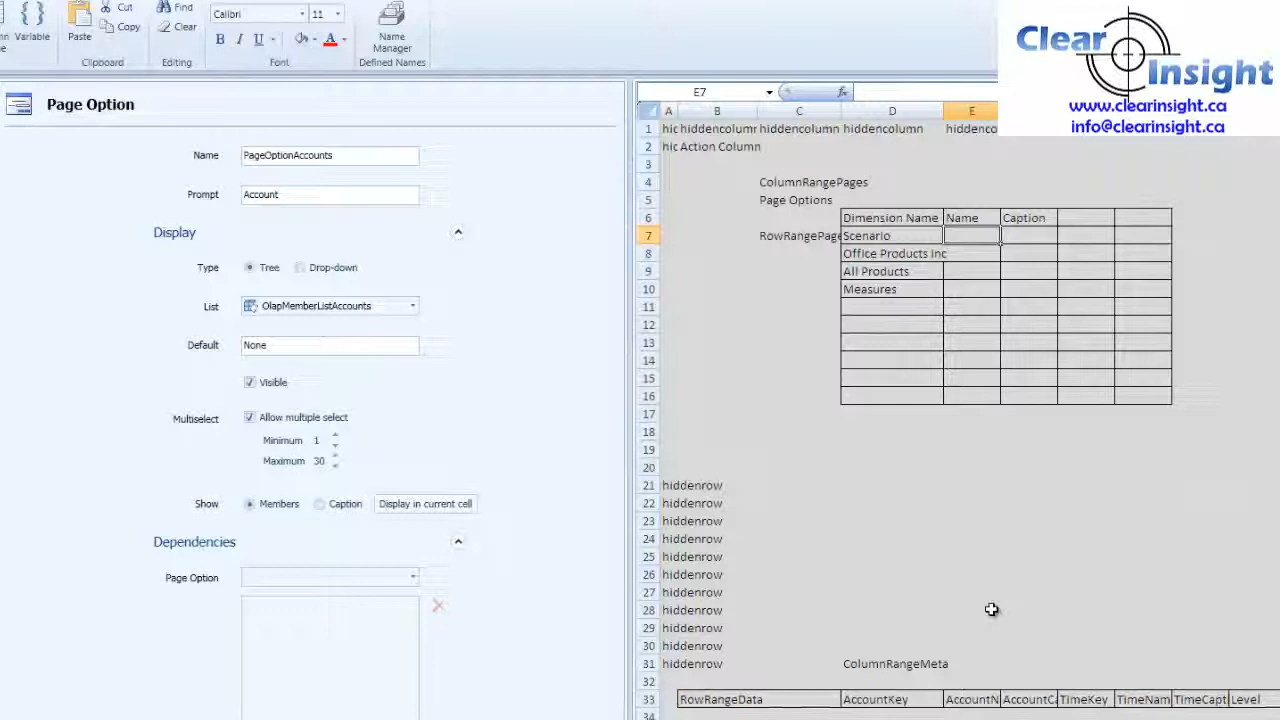 Variable
Paste
Cut
Copy
Clipboard
Find
Clear
Editing
Calibri
11
B I U
A
Font
Name
Manager
Defined Names
Clear
Insight
www.clearinsight.ca
info@clearinsight.ca
Page Option
Name PageOptionAccounts
Prompt Account
Display
Type Tree Drop-down
List OlapMemberListAccounts
Default None
Visible
Multiselect Allow multiple select
Minimum 1
Maximum 30
Show Members Caption Display in current cell
Dependencies
Page Option
E7 fx
A B C D E
1 hic hiddencolumn hiddencolumn hiddencolumn hiddenco
2 hic Action Column
3
4 ColumnRangePages
5 Page Options
6 Dimension Name Name Caption
7 RowRangePage Scenario
8 Office Products Inc
9 All Products
10 Measures
11
12
13
14
15
16
17
18
19
20
21 hiddenrow
22 hiddenrow
23 hiddenrow
24 hiddenrow
25 hiddenrow
26 hiddenrow
27 hiddenrow
28 hiddenrow
29 hiddenrow
30 hiddenrow
31 hiddenrow ColumnRangeMeta
32
33 RowRangeData AccountKey AccountN AccountCa TimeKey TimeNam TimeCapti Level
34